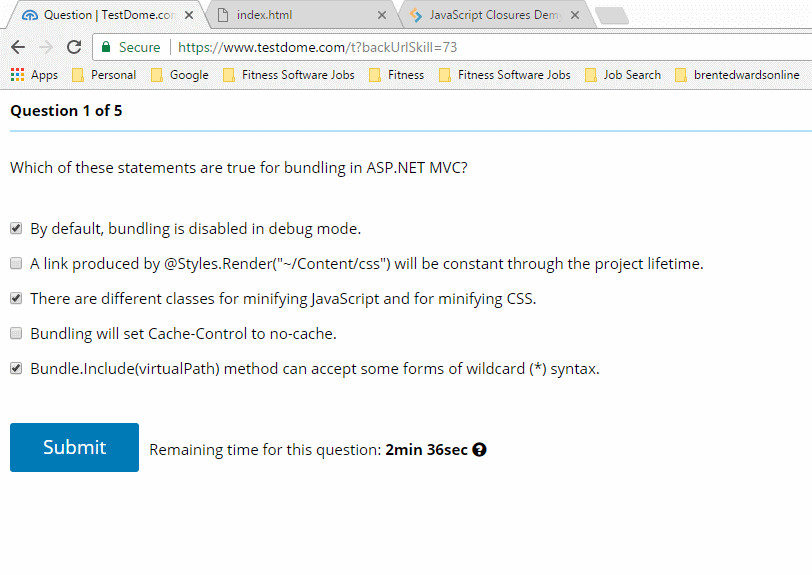 Question | TestDome.con
index.html
JavaScript Closures Dem
Secure
https://www.testdome.com/t?backUrlSkill=73
Apps Personal Google Fitness Software Jobs Fitness Fitness Software Jobs Job Search brentedwardsonline
Question 1 of 5
Which of these statements are true for bundling in ASP.NET MVC?
By default, bundling is disabled in debug mode.
A link produced by @Styles.Render("~/Content/css") will be constant through the project lifetime.
There are different classes for minifying JavaScript and for minifying CSS.
Bundling will set Cache-Control to no-cache.
Bundle.Include(virtualPath) method can accept some forms of wildcard (*) syntax.
Submit
Remaining time for this question: 2min 36sec ?